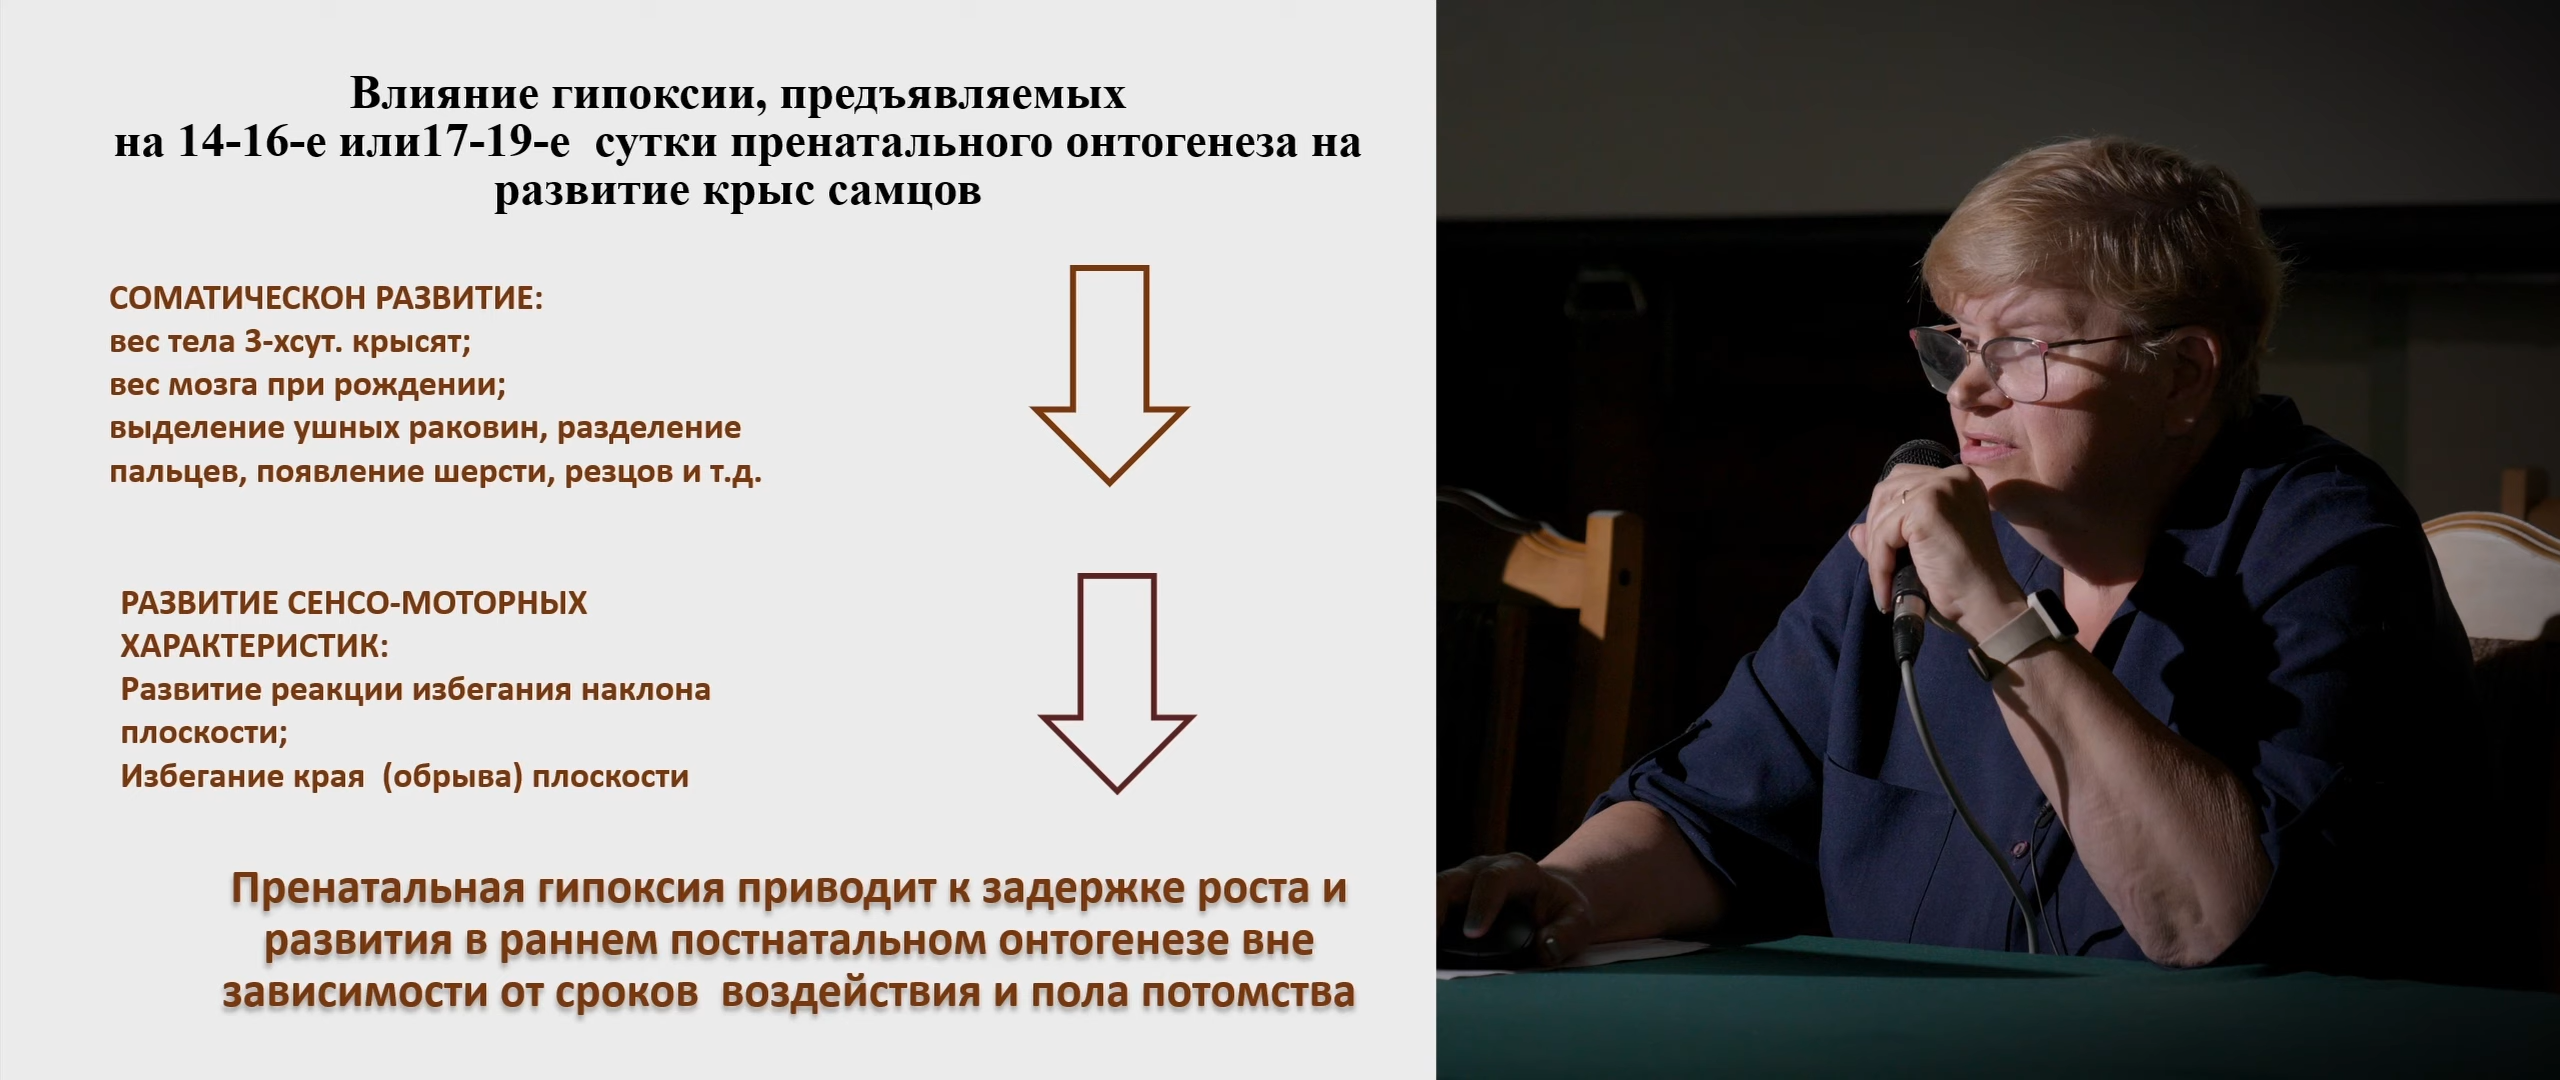 Влияние гипоксии, предъявляемых
на 14-16-е или17-19-е  сутки пренатального онтогенеза на
развитие крыс самцов
СОМАТИЧЕСКОН РАЗВИТИЕ:
вес тела 3-хсут. крысят;
вес мозга при рождении;
выделение ушных раковин, разделение
пальцев, появление шерсти, резцов и т.д.
РАЗВИТИЕ СЕНСО-МОТОРНЫХ
ХАРАКТЕРИСТИК:
Развитие реакции избегания наклона
плоскости;
Избегание края  (обрыва) плоскости
Пренатальная гипоксия приводит к задержке роста и
развития в раннем постнатальном онтогенезе вне
зависимости от сроков  воздействия и пола потомства